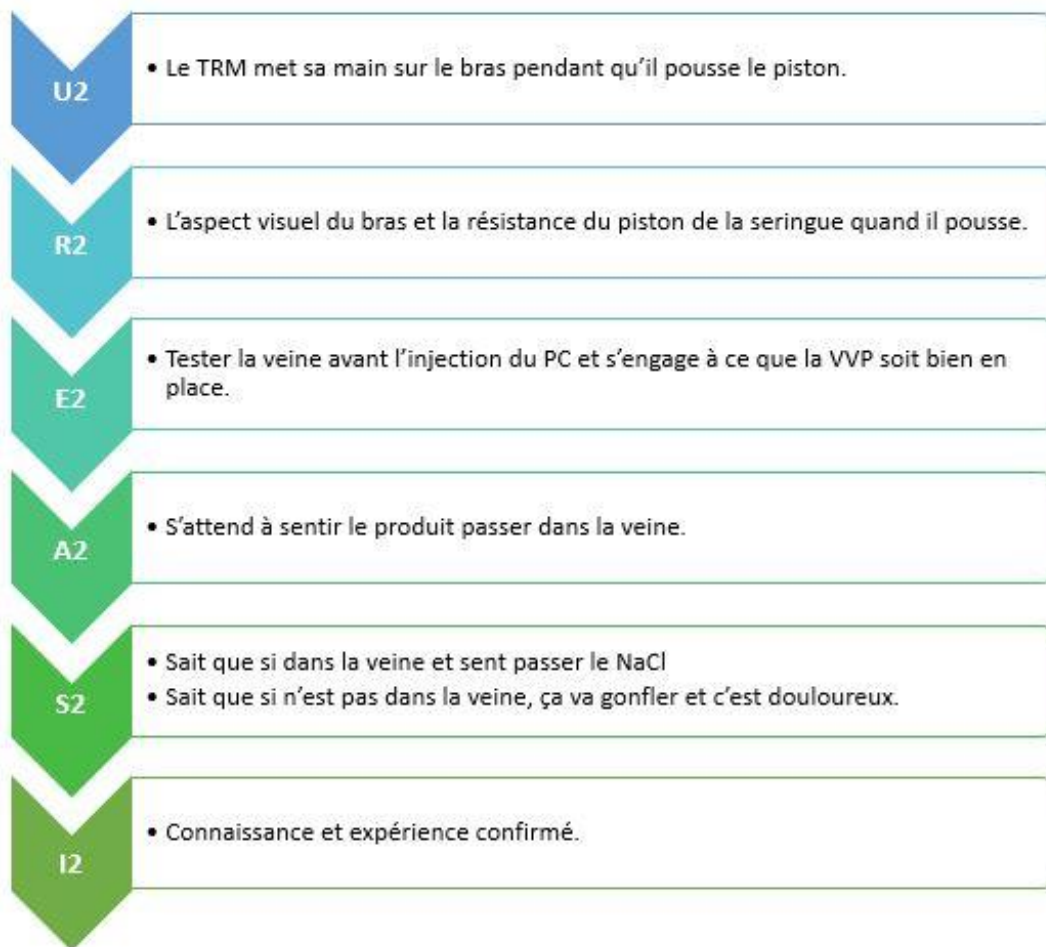 U2
• Le TRM met sa main sur le bras pendant qu'il pousse le piston.
R2
• L'aspect visuel du bras et la résistance du piston de la seringue quand il pousse.
E2
• Tester la veine avant l'injection du PC et s'engage à ce que la VVP soit bien en
place.
A2
• S'attend à sentir le produit passer dans la veine.
S2
• Sait que si dans la veine et sent passer le NaCl
• Sait que si n'est pas dans la veine, ça va gonfler et c'est douloureux.
I2
• Connaissance et expérience confirmé.